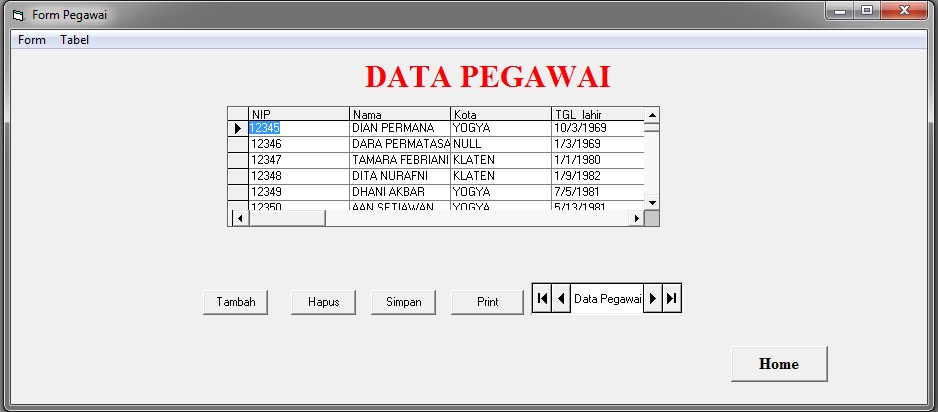 Form Pegawai
Form Tabel
DATA PEGAWAI
NIP Nama Kota TGL_lahir
12345 DIAN PERMANA YOGYA 10/3/1969
12346 DARA PERMATASA NULL 1/3/1969
12347 TAMARA FEBRIANI KLATEN 1/1/1980
12348 DITA NURAFNI KLATEN 1/9/1982
12349 DHANI AKBAR YOGYA 7/5/1981
12350 AAN SETIAWAN YOGYA 5/13/1981
Tambah Hapus Simpan Print Data Pegawai
Home